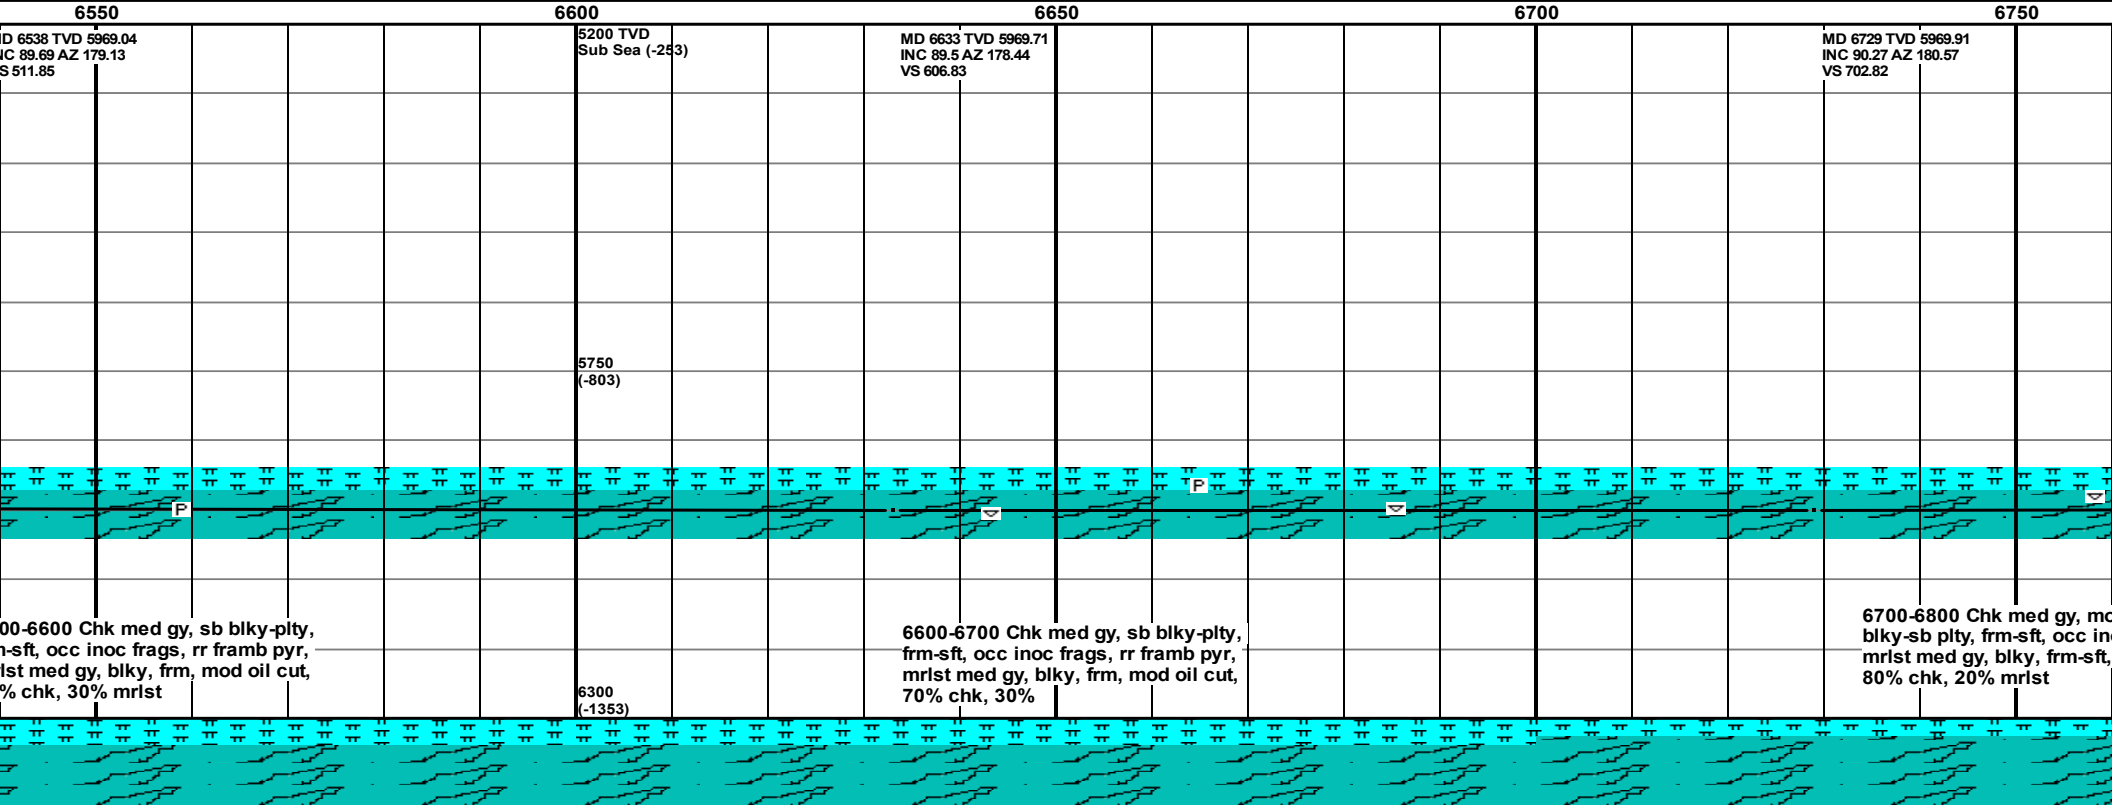 6550 6600 6650 6700 6750
D 6538 TVD 5969.04
NC 89.69 AZ 179.13
S 511.85
5200 TVD
Sub Sea (-253)
MD 6633 TVD 5969.71
INC 89.5 AZ 178.44
VS 606.83
MD 6729 TVD 5969.91
INC 90.27 AZ 180.57
VS 702.82
5750
(-803)
P
P
00-6600 Chk med gy, sb blky-plty,
m-sft, occ inoc frags, rr framb pyr,
rlst med gy, blky, frm, mod oil cut,
% chk, 30% mrlst
6300
(-1353)
6600-6700 Chk med gy, sb blky-plty,
frm-sft, occ inoc frags, rr framb pyr,
mrlst med gy, blky, frm, mod oil cut,
70% chk, 30%
6700-6800 Chk med gy, mo
blky-sb plty, frm-sft, occ in
mrlst med gy, blky, frm-sft,
80% chk, 20% mrlst